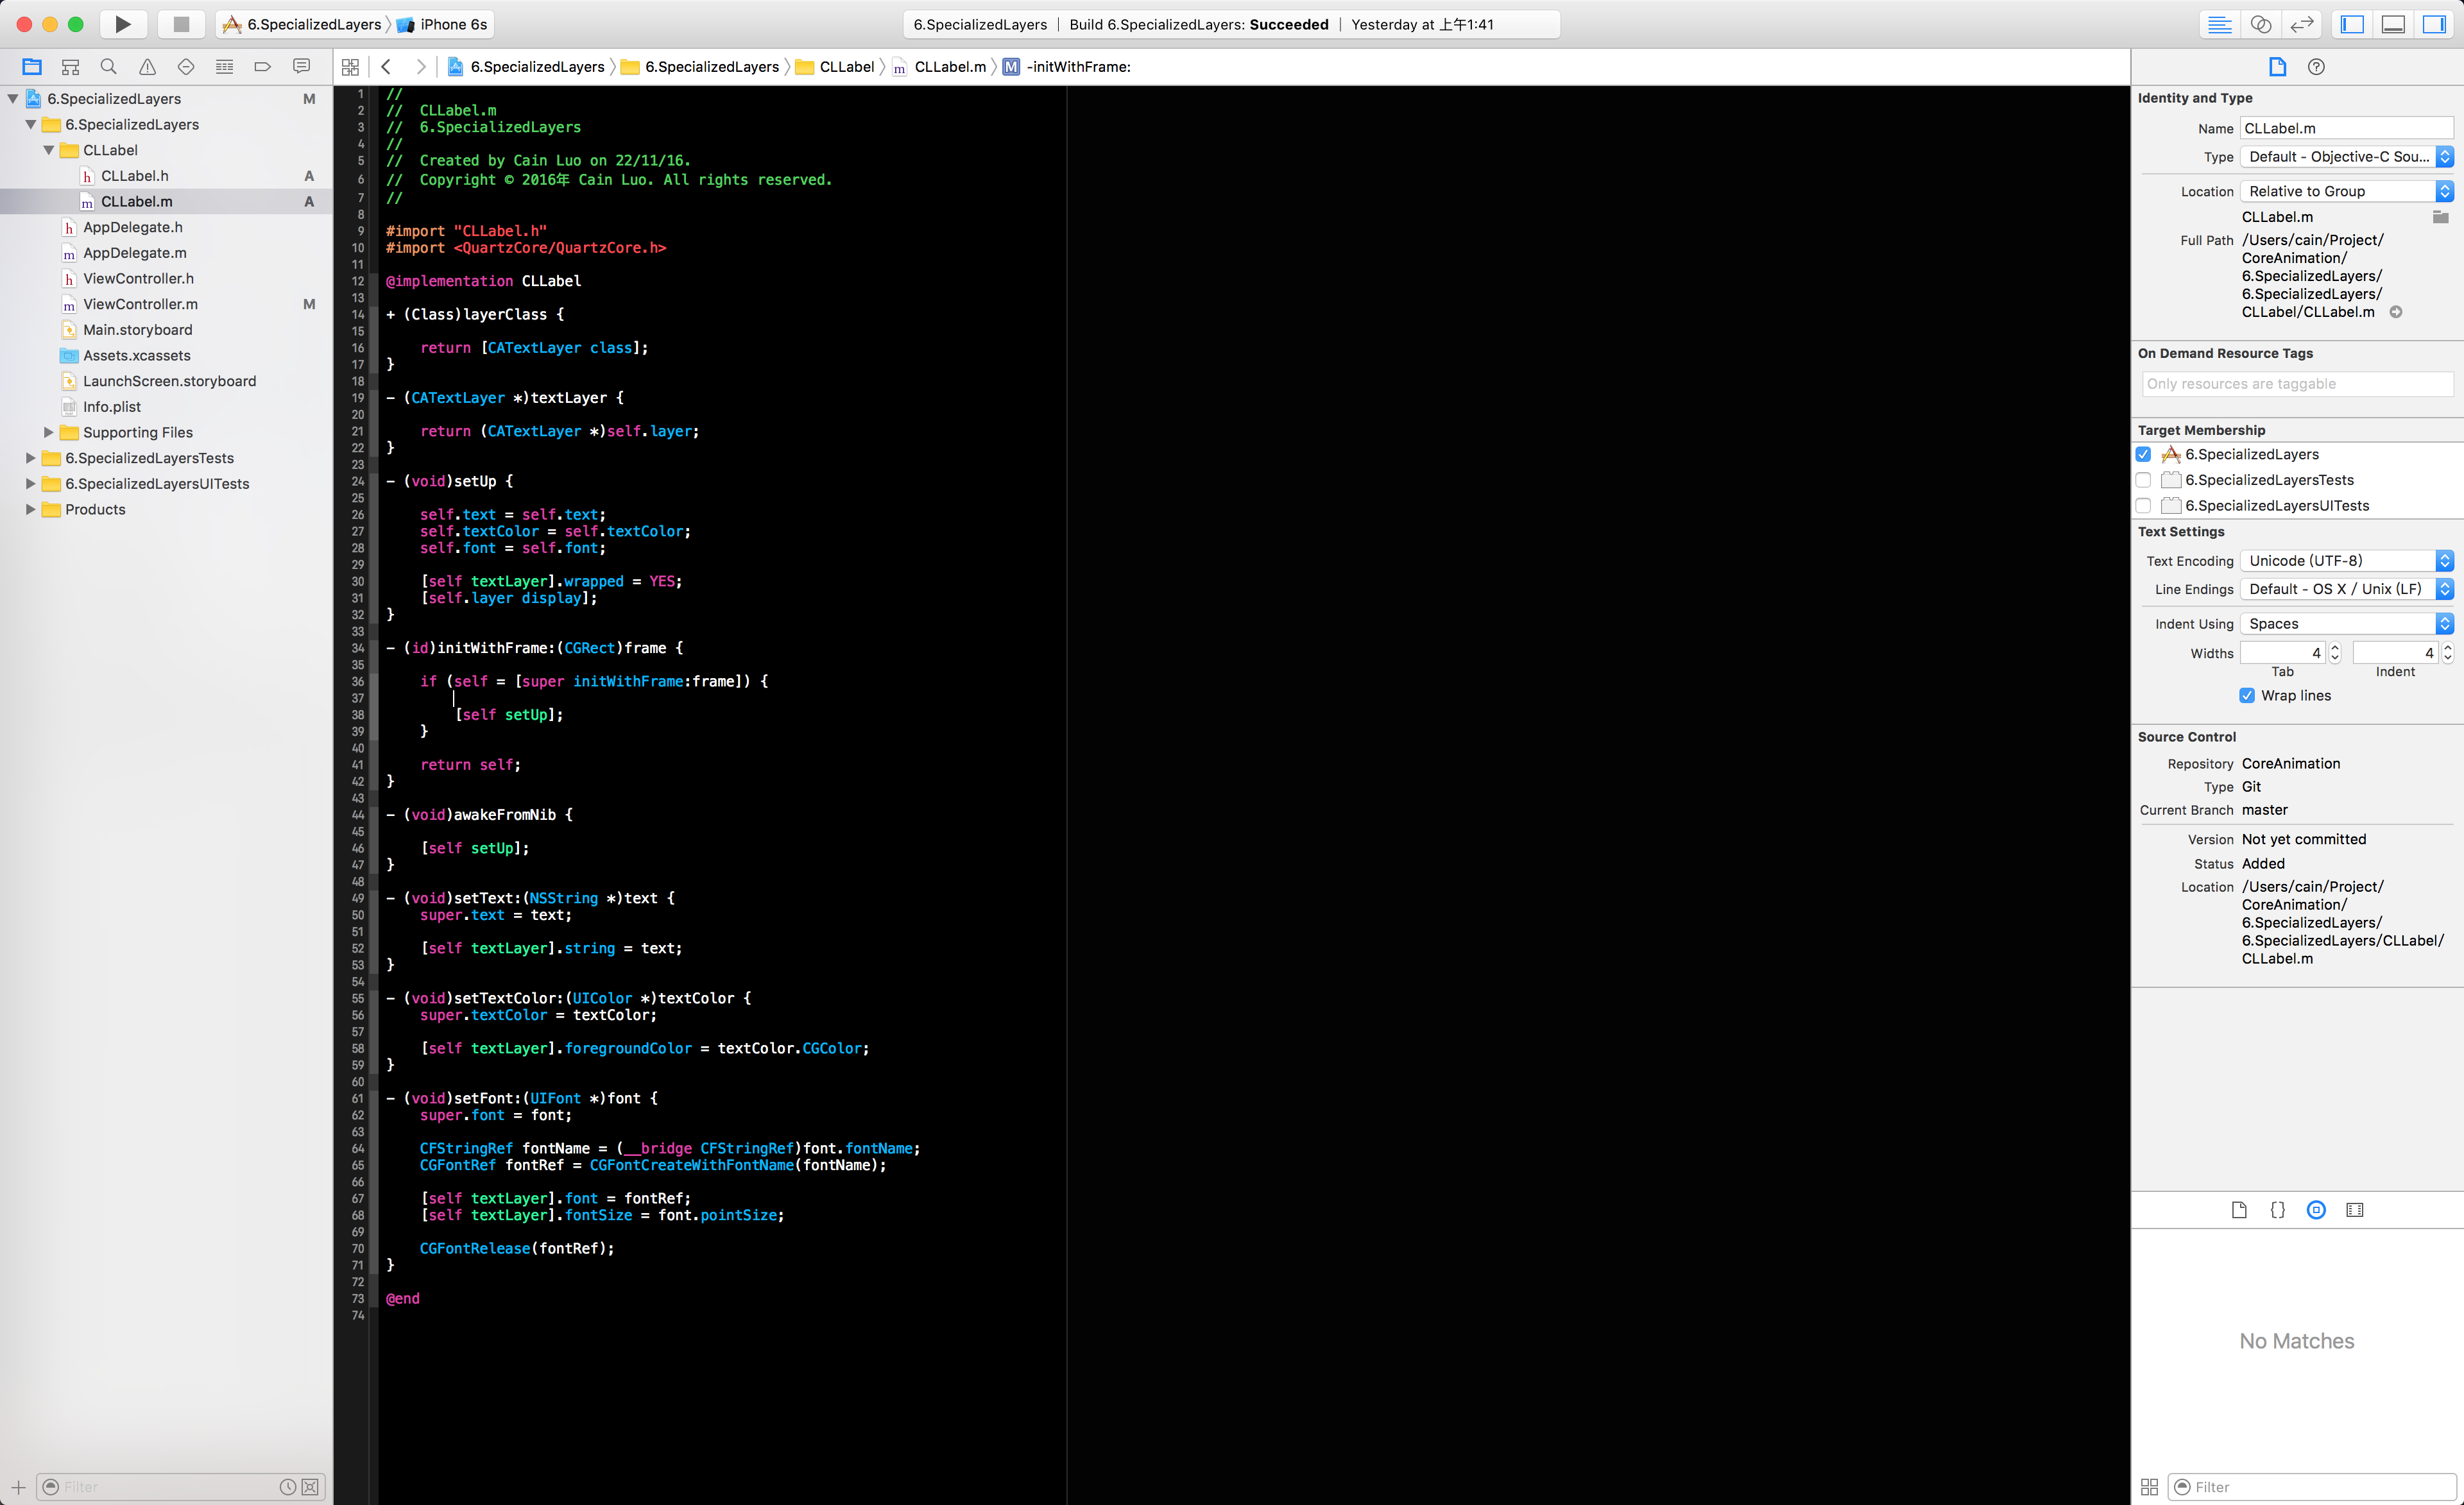 6.SpecializedLayers iPhone 6s
6.SpecializedLayers | Build 6.SpecializedLayers: Succeeded | Yesterday at 上午1:41
6.SpecializedLayers 6.SpecializedLayers CLLabel m CLLabel.m M -initWithFrame:
6.SpecializedLayers M
6.SpecializedLayers
CLLabel
h CLLabel.h A
m CLLabel.m A
h AppDelegate.h
m AppDelegate.m
h ViewController.h
m ViewController.m M
Main.storyboard
Assets.xcassets
LaunchScreen.storyboard
Info.plist
Supporting Files
6.SpecializedLayersTests
6.SpecializedLayersUITests
Products
Filter
1 //
2 //  CLLabel.m
3 //  6.SpecializedLayers
4 //
5 //  Created by Cain Luo on 22/11/16.
6 //  Copyright © 2016年 Cain Luo. All rights reserved.
7 //
8
9 #import "CLLabel.h"
10 #import <QuartzCore/QuartzCore.h>
11
12 @implementation CLLabel
13
14 + (Class)layerClass {
15
16     return [CATextLayer class];
17 }
18
19 - (CATextLayer *)textLayer {
20
21     return (CATextLayer *)self.layer;
22 }
23
24 - (void)setUp {
25
26     self.text = self.text;
27     self.textColor = self.textColor;
28     self.font = self.font;
29
30     [self textLayer].wrapped = YES;
31     [self.layer display];
32 }
33
34 - (id)initWithFrame:(CGRect)frame {
35
36     if (self = [super initWithFrame:frame]) {
37
38         [self setUp];
39     }
40
41     return self;
42 }
43
44 - (void)awakeFromNib {
45
46     [self setUp];
47 }
48
49 - (void)setText:(NSString *)text {
50     super.text = text;
51
52     [self textLayer].string = text;
53 }
54
55 - (void)setTextColor:(UIColor *)textColor {
56     super.textColor = textColor;
57
58     [self textLayer].foregroundColor = textColor.CGColor;
59 }
60
61 - (void)setFont:(UIFont *)font {
62     super.font = font;
63
64     CFStringRef fontName = (__bridge CFStringRef)font.fontName;
65     CGFontRef fontRef = CGFontCreateWithFontName(fontName);
66
67     [self textLayer].font = fontRef;
68     [self textLayer].fontSize = font.pointSize;
69
70     CGFontRelease(fontRef);
71 }
72
73 @end
74
Identity and Type
Name CLLabel.m
Type Default - Objective-C Sou...
Location Relative to Group
CLLabel.m
Full Path /Users/cain/Project/
CoreAnimation/
6.SpecializedLayers/
6.SpecializedLayers/
CLLabel/CLLabel.m
On Demand Resource Tags
Only resources are taggable
Target Membership
6.SpecializedLayers
6.SpecializedLayersTests
6.SpecializedLayersUITests
Text Settings
Text Encoding Unicode (UTF-8)
Line Endings Default - OS X / Unix (LF)
Indent Using Spaces
Widths 4 4
Tab Indent
Wrap lines
Source Control
Repository CoreAnimation
Type Git
Current Branch master
Version Not yet committed
Status Added
Location /Users/cain/Project/
CoreAnimation/
6.SpecializedLayers/
6.SpecializedLayers/CLLabel/
CLLabel.m
{}
No Matches
Filter